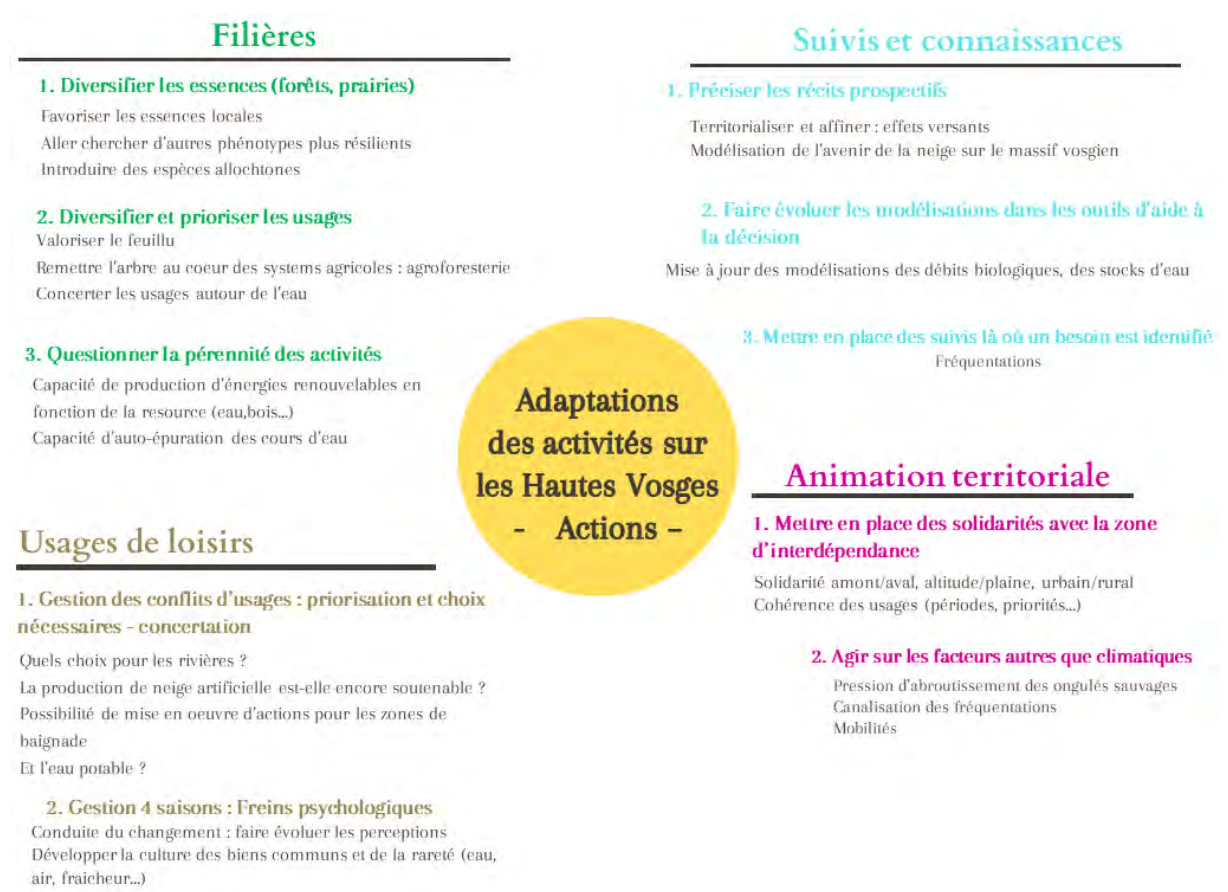 Filières
1. Diversifier les essences (forêts, prairies)
Favoriser les essences locales
Aller chercher d'autres phénotypes plus résilients
Introduire des espèces allochtones
2. Diversifier et prioriser les usages
Valoriser le feuillu
Remettre l'arbre au coeur des systems agricoles : agroforesterie
Concerter les usages autour de l'eau
3. Questionner la pérennité des activités
Capacité de production d'énergies renouvelables en
fonction de la resource (eau,bois...)
Capacité d'auto-épuration des cours d'eau
Usages de loisirs
1. Gestion des conflits d'usages : priorisation et choix
nécessaires - concertation
Quels choix pour les rivières ?
La production de neige artificielle est-elle encore soutenable ?
Possibilité de mise en oeuvre d'actions pour les zones de
baignade
Et l'eau potable ?
2. Gestion 4 saisons : Freins psychologiques
Conduite du changement : faire évoluer les perceptions
Développer la culture des biens communs et de la rareté (eau,
air, fraicheur...)
Adaptations
des activités sur
les Hautes Vosges
- Actions –
Suivis et connaissances
1. Préciser les récits prospectifs
Territorialiser et affiner : effets versants
Modélisation de l'avenir de la neige sur le massif vosgien
2. Faire évoluer les modélisations dans les outils d'aide à
la décision
Mise à jour des modélisations des débits biologiques, des stocks d'eau
3. Mettre en place des suivis là où un besoin est identifié
Fréquentations
Animation territoriale
1. Mettre en place des solidarités avec la zone
d'interdépendance
Solidarité amont/aval, altitude/plaine, urbain/rural
Cohérence des usages (périodes, priorités...)
2. Agir sur les facteurs autres que climatiques
Pression d'abroutissement des ongulés sauvages
Canalisation des fréquentations
Mobilités